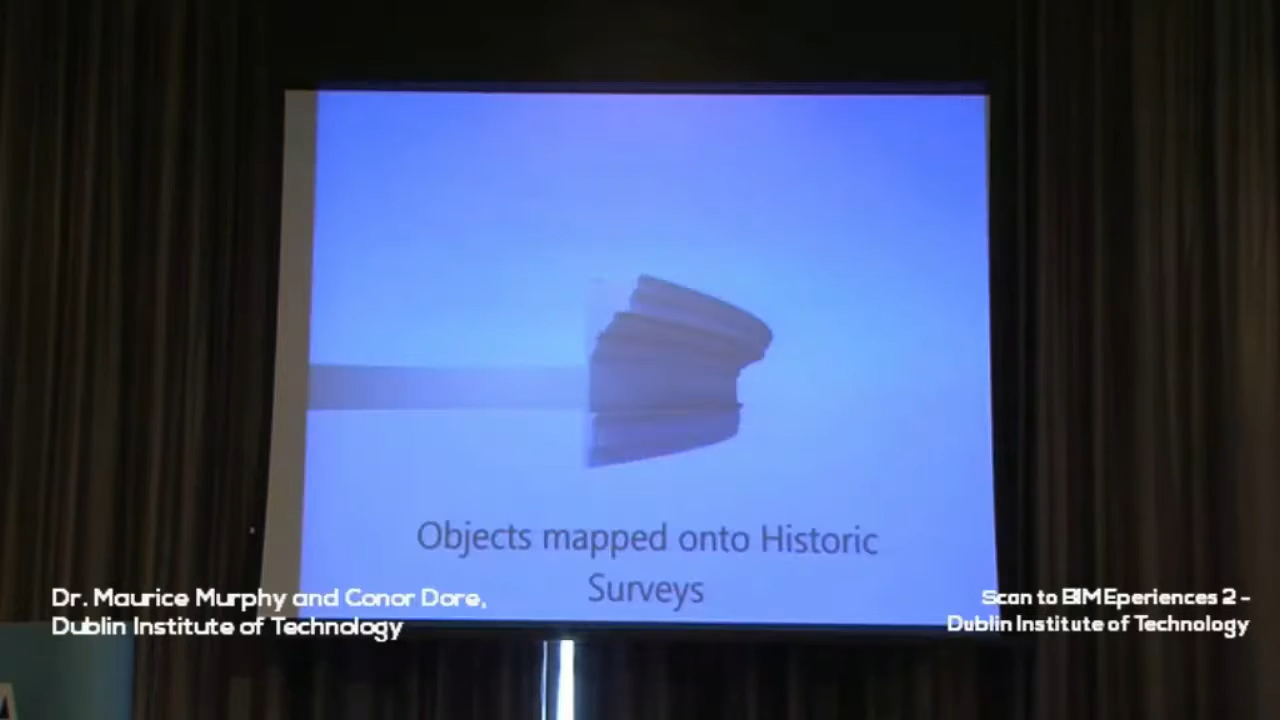 Objects mapped onto Historic
Surveys
Dr. Maurice Murphy and Conor Dore,
Dublin Institute of Technology
Scan to BIM Eperiences 2 -
Dublin Institute of Technology